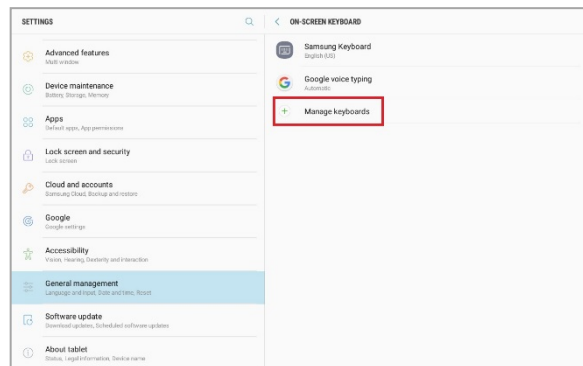 SETTINGS
Advanced features
Multi window
Device maintenance
Battery, Storage, Memory
Apps
Default apps, App permissions
Lock screen and security
Lock screen
Cloud and accounts
Samsung Cloud, Backup and restore
Google
Google settings
Accessibility
Vision, Hearing, Dexterity and interaction
General management
Language and input, Date and time, Reset
Software update
Download updates, Scheduled software updates
About tablet
Status, Legal information, Device name
ON-SCREEN KEYBOARD
Samsung Keyboard
English (US)
Google voice typing
Automatic
Manage keyboards